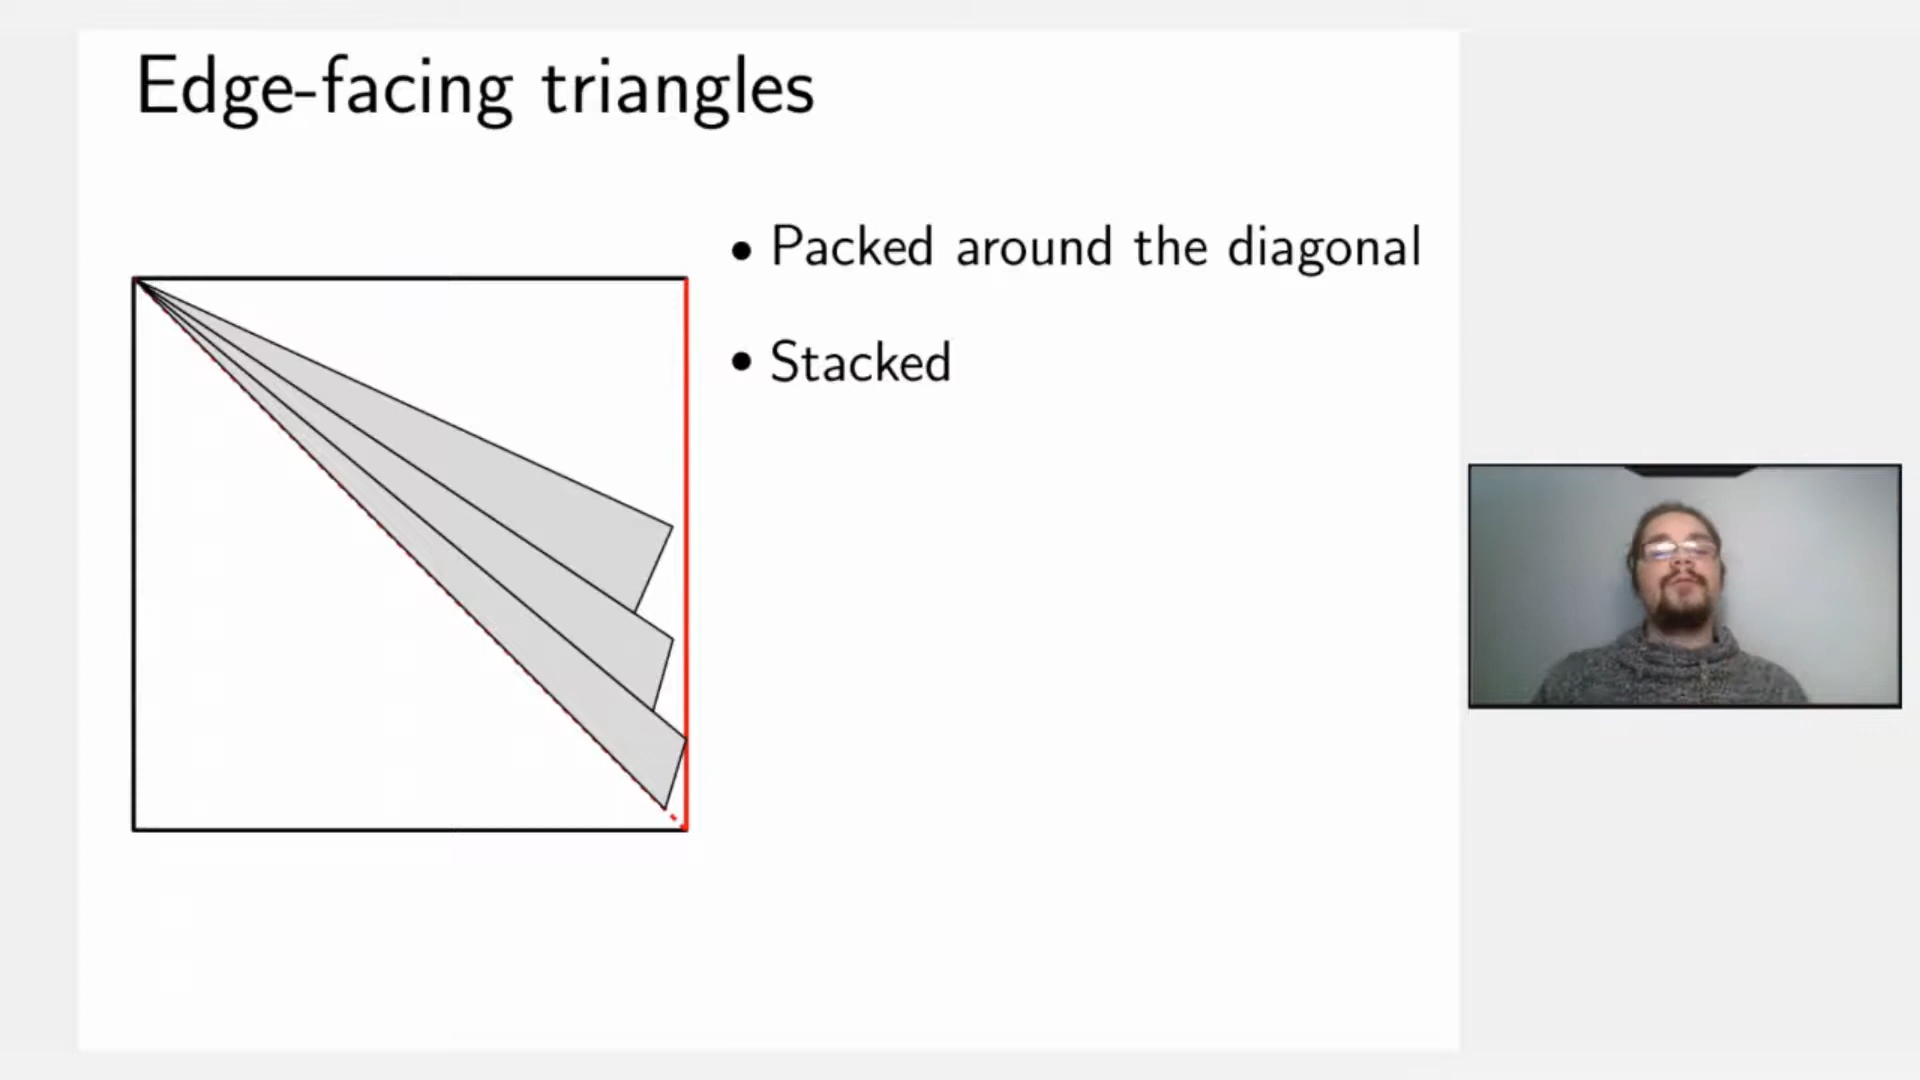 Edge-facing triangles
• Packed around the diagonal
• Stacked